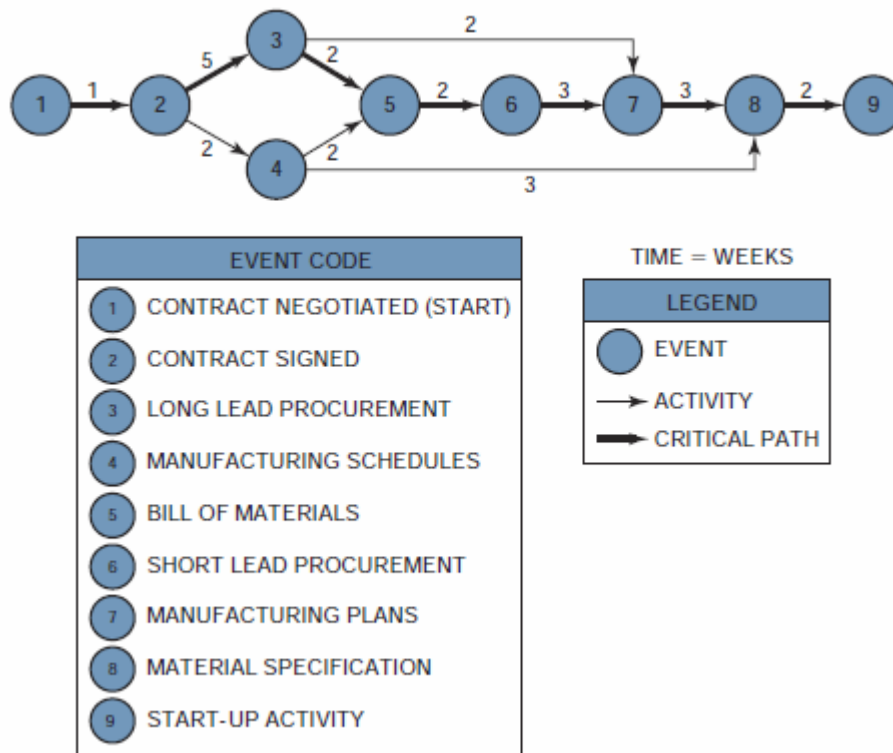 2
3
5
2
1
1
2
5
2
6
3
7
3
8
2
9
2
2
4
3
EVENT CODE
1 CONTRACT NEGOTIATED (START)
2 CONTRACT SIGNED
3 LONG LEAD PROCUREMENT
4 MANUFACTURING SCHEDULES
5 BILL OF MATERIALS
6 SHORT LEAD PROCUREMENT
7 MANUFACTURING PLANS
8 MATERIAL SPECIFICATION
9 START-UP ACTIVITY
TIME = WEEKS
LEGEND
EVENT
ACTIVITY
CRITICAL PATH